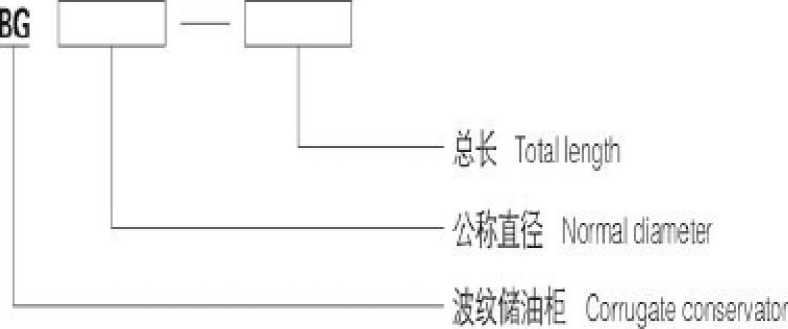 BG
总长 Total length
公称直径 Normal diameter
波纹储油柜 Corrugate conservator